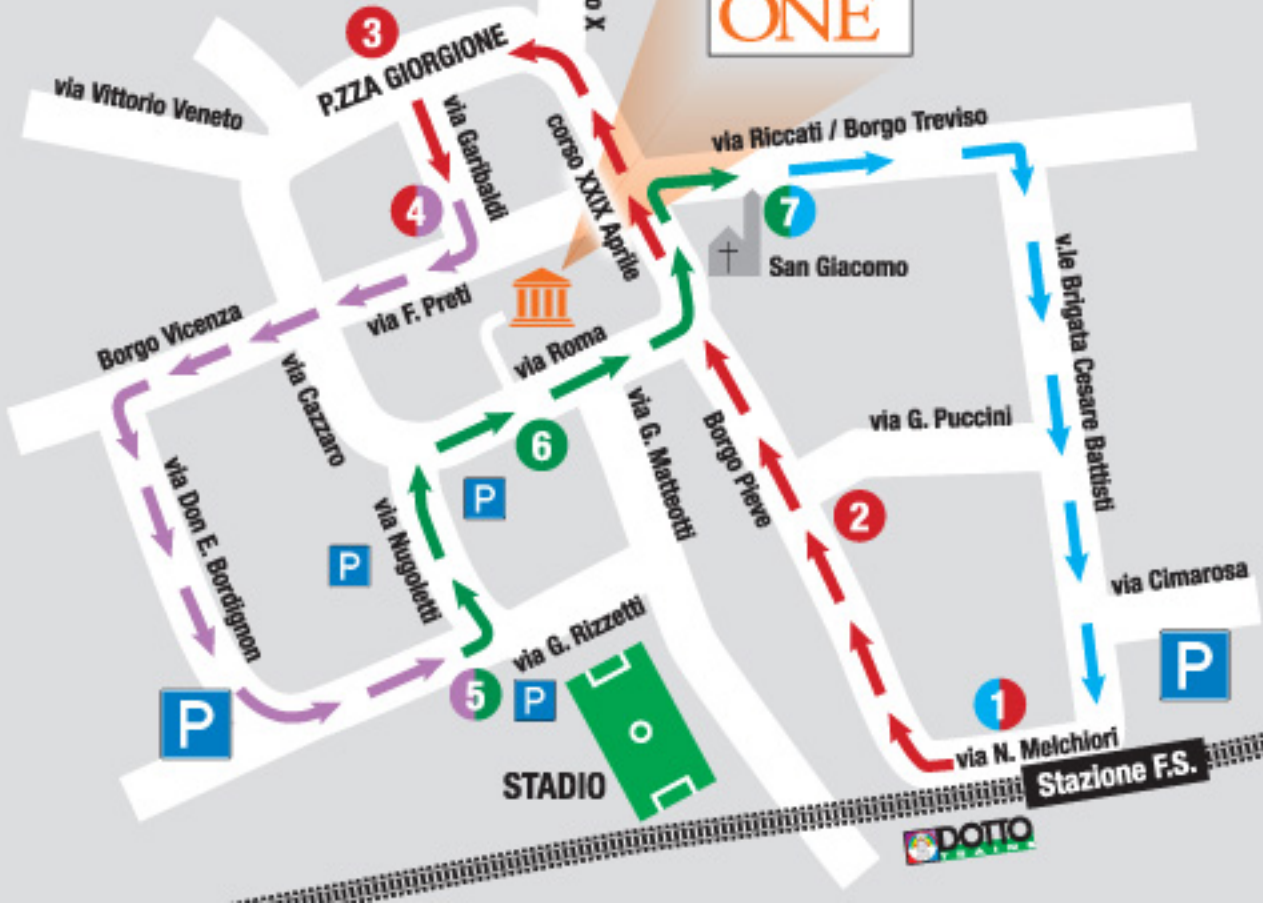 o X
ONE
3
P.ZZA GIORGIONE
via Vittorio Veneto
via Garibaldi
corso XXIX Aprile
via Riccati / Borgo Treviso
4
7
San Giacomo
v.le Brigata Cesare Battisti
via F. Preti
Borgo Vicenza
via Roma
via Cazzaro
via G. Matteotti
Borgo Pieve
via G. Puccini
6
P
2
via Don E. Bordignon
via Nugoletti
P
via Cimarosa
via G. Rizzetti
5
P
P
P
1
via N. Melchiori
Stazione F.S.
STADIO
DOTTO
TRAINS